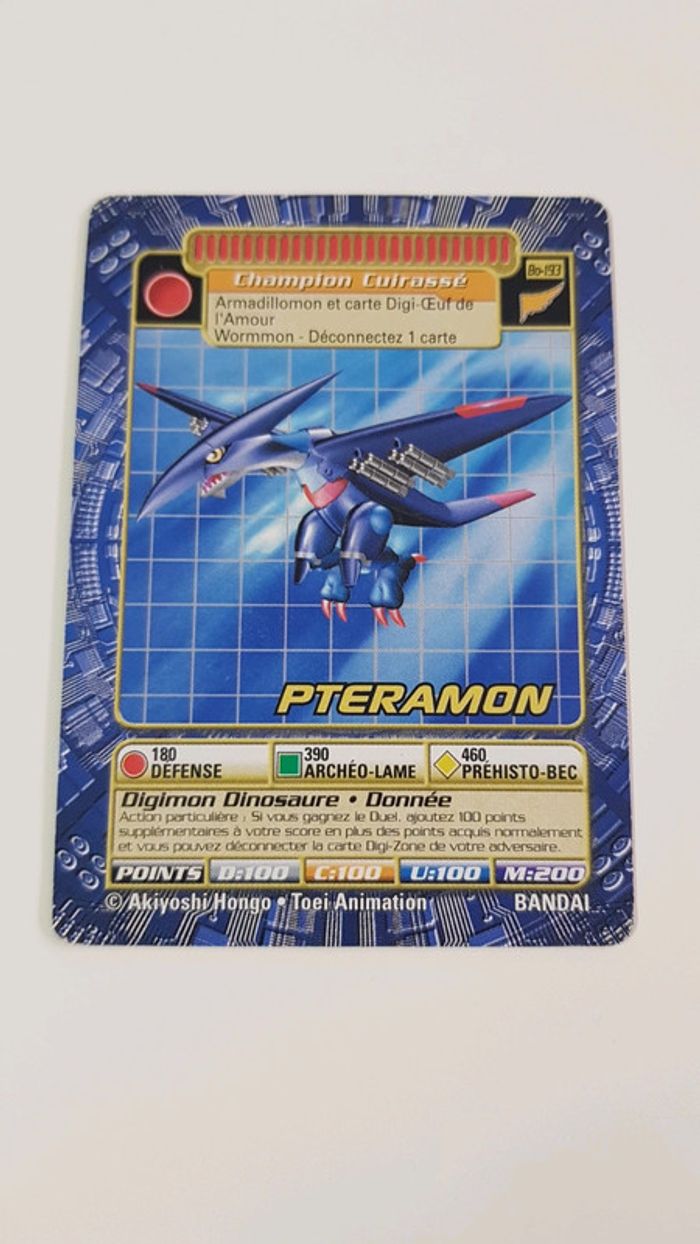 Bo-193
Champion Cuirassé
Armadillomon et carte Digi-Œuf de
l'Amour
Wormmon - Déconnectez 1 carte
PTERAMON
180
DÉFENSE
390
ARCHÉO-LAME
460
PRÉHISTO-BEC
Digimon Dinosaure • Donnée
Action particulière : Si vous gagnez le Duel, ajoutez 100 points
supplémentaires à votre score en plus des points acquis normalement
et vous pouvez déconnecter la carte Digi-Zone de votre adversaire.
POINTS D:100 C:100 U:100 M:200
© Akiyoshi Hongo • Toei Animation BANDAI